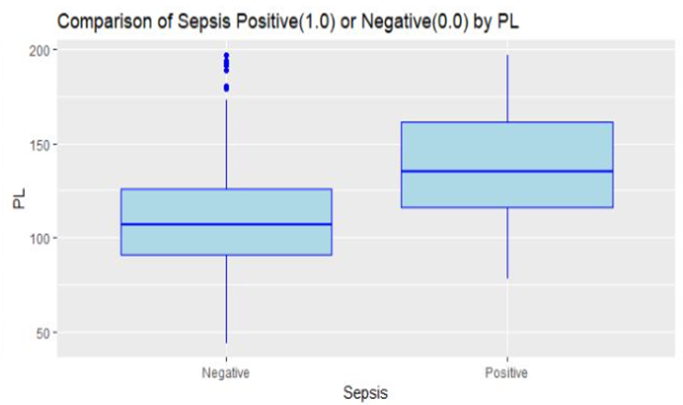 Comparison of Sepsis Positive(1.0) or Negative(0.0) by PL
200
150
PL
100
50
Negative
Positive
Sepsis